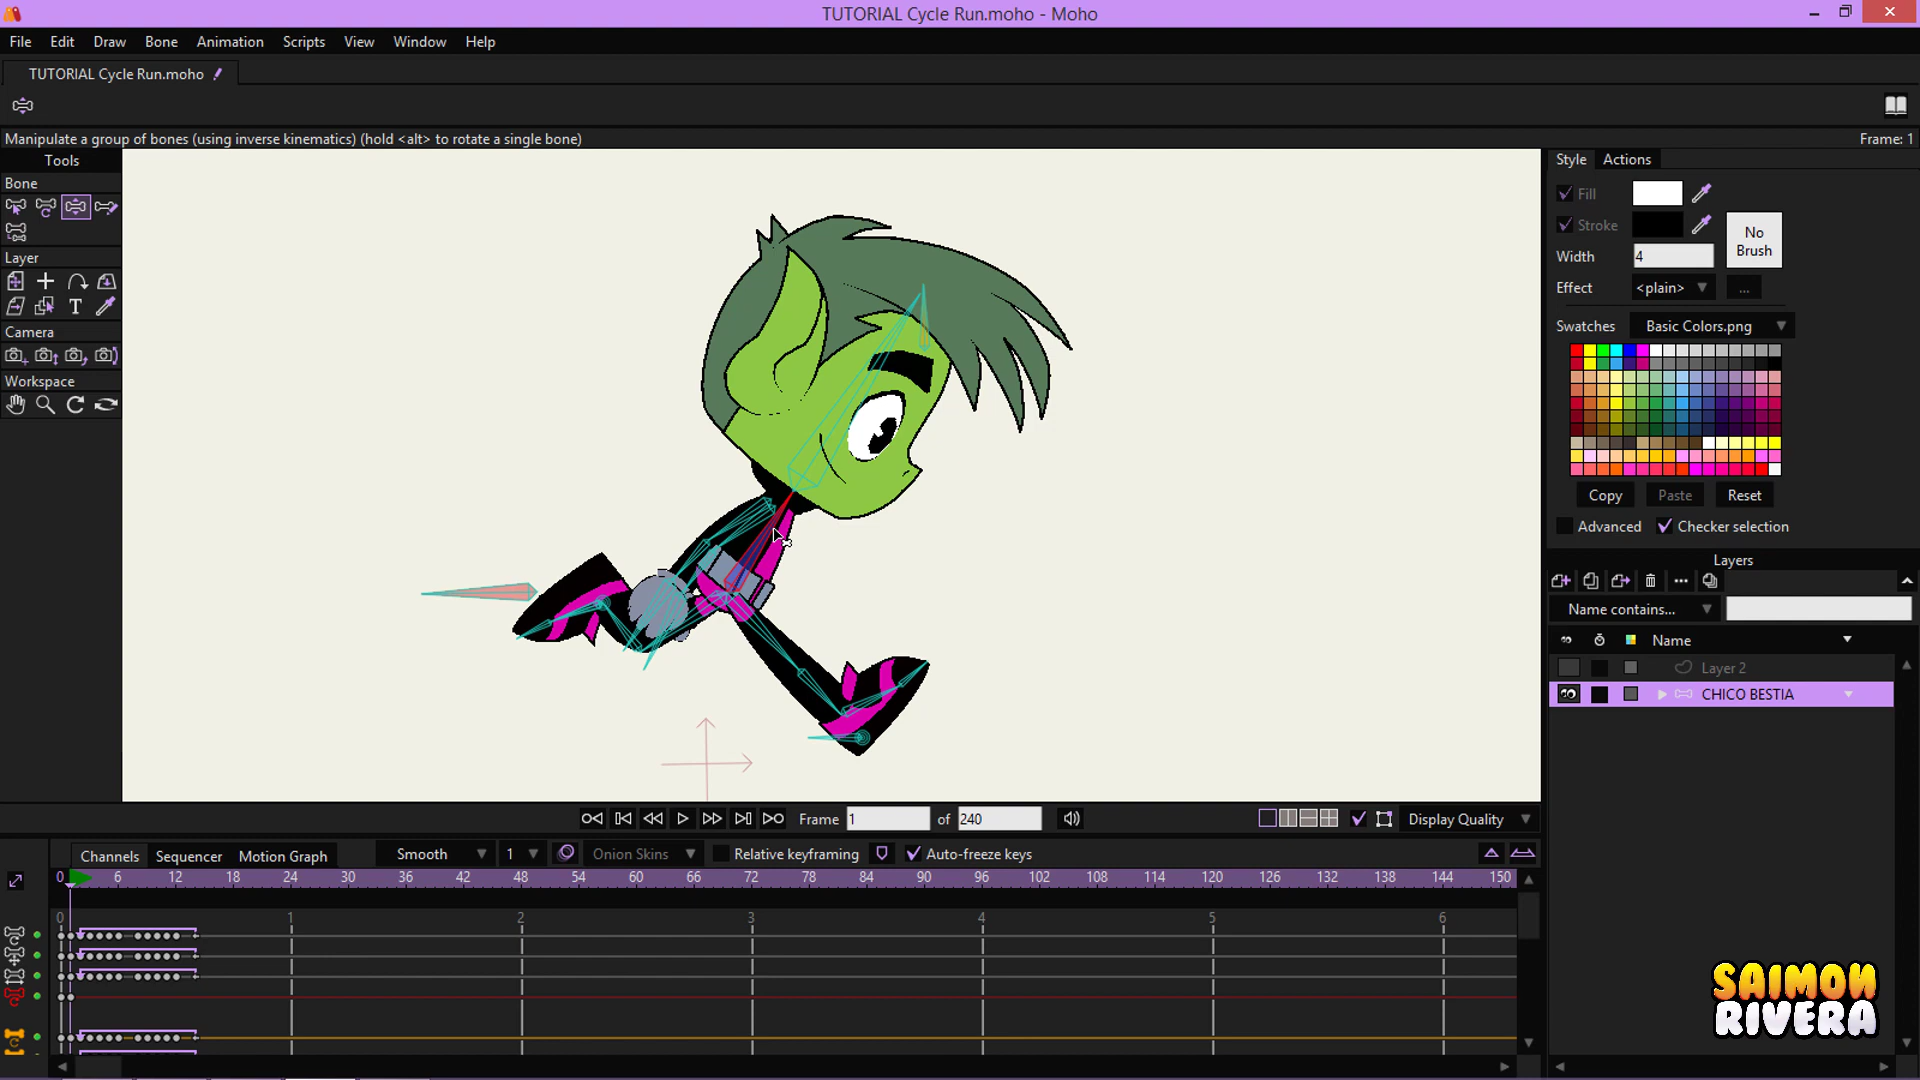 TUTORIAL Cycle Run.moho - Moho
File Edit Draw Bone Animation Scripts View Window Help
TUTORIAL Cycle Run.moho
Manipulate a group of bones (using inverse kinematics) (hold <alt> to rotate a single bone)
Frame: 1
Tools
Bone
Layer
Camera
Workspace
Style Actions
Fill
Stroke
No Brush
Width 4
Effect <plain> ...
Swatches Basic Colors.png
Copy Paste Reset
Advanced Checker selection
Layers
Name contains...
Name
Layer 2
CHICO BESTIA
Frame 1 of 240
Display Quality
Channels Sequencer Motion Graph Smooth 1 Onion Skins Relative keyframing Auto-freeze keys
0 6 12 18 24 30 36 42 48 54 60 66 72 78 84 90 96 102 108 114 120 126 132 138 144 150
0 1 2 3 4 5 6
SAIMON
RIVERA